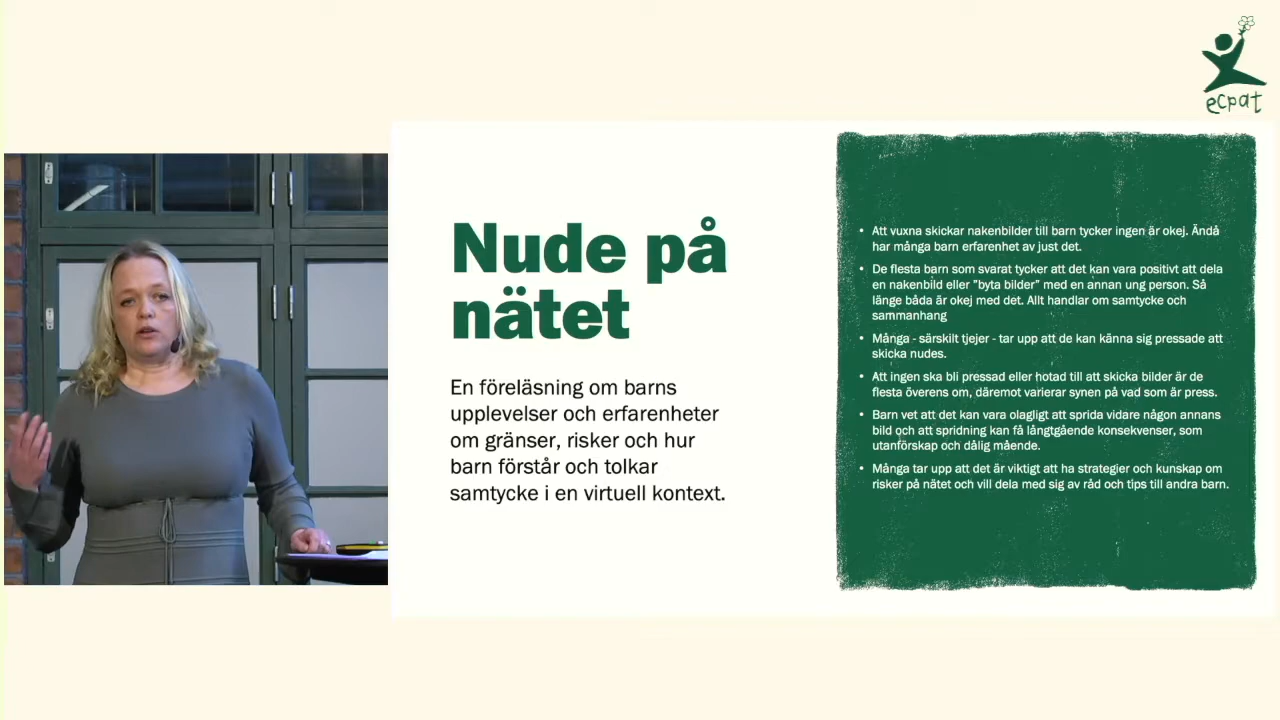 ecpat
Nude på
nätet
En föreläsning om barns
upplevelser och erfarenheter
om gränser, risker och hur
barn förstår och tolkar
samtycke i en virtuell kontext.
• Att vuxna skickar nakenbilder till barn tycker ingen är okej. Ändå
har många barn erfarenhet av just det.
• De flesta barn som svarat tycker att det kan vara positivt att dela
en nakenbild eller ”byta bilder” med en annan ung person. Så
länge båda är okej med det. Allt handlar om samtycke och
sammanhang
• Många - särskilt tjejer - tar upp att de kan känna sig pressade att
skicka nudes.
• Att ingen ska bli pressad eller hotad till att skicka bilder är de
flesta överens om, däremot varierar synen på vad som är press.
• Barn vet att det kan vara olagligt att sprida vidare någon annans
bild och att spridning kan få långtgående konsekvenser, som
utanförskap och dålig mående.
• Många tar upp att det är viktigt att ha strategier och kunskap om
risker på nätet och vill dela med sig av råd och tips till andra barn.